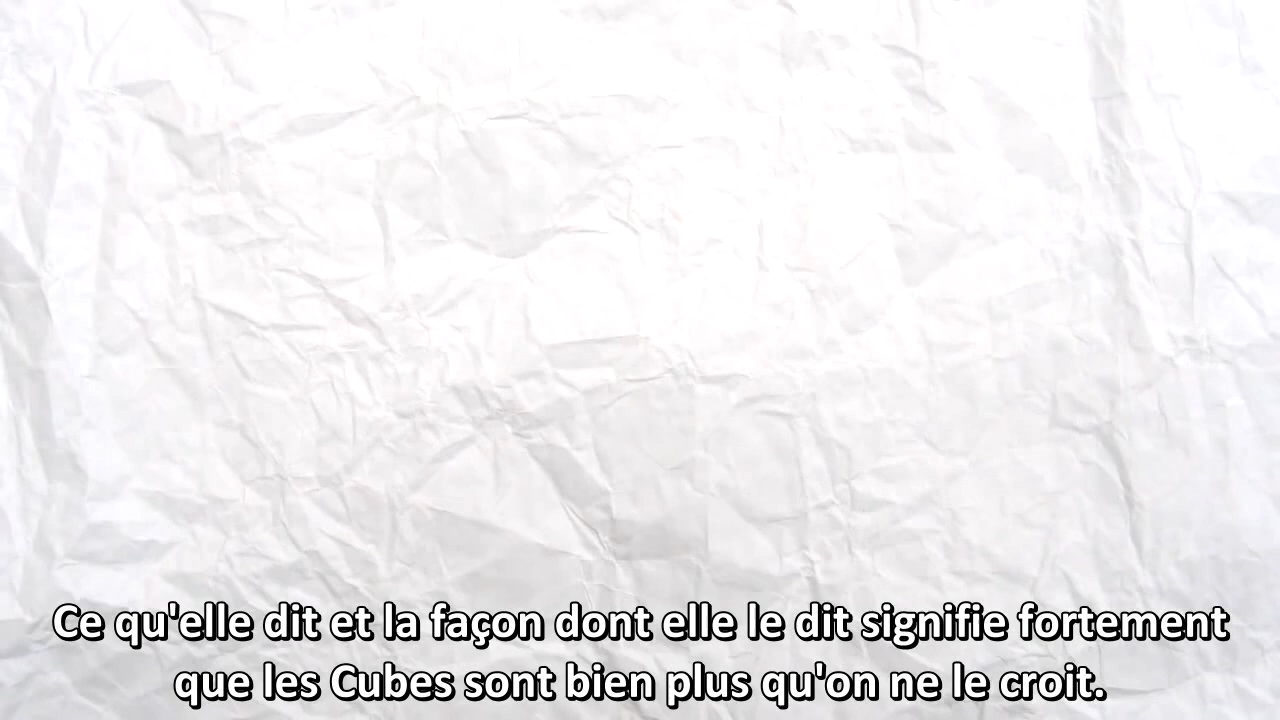 Ce qu'elle dit et la façon dont elle le dit signifie fortement
que les Cubes sont bien plus qu'on ne le croit.